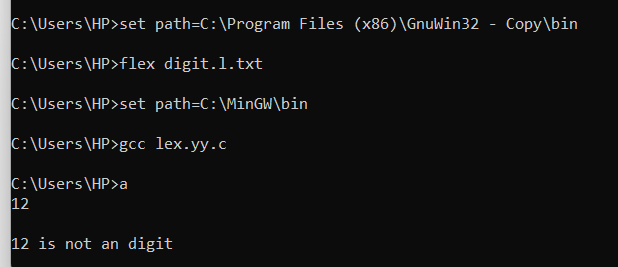 C:\Users\HP>set path=C:\Program Files (x86)\GnuWin32 - Copy\bin
C:\Users\HP>flex digit.l.txt
C:\Users\HP>set path=C:\MinGW\bin
C:\Users\HP>gcc lex.yy.c
C:\Users\HP>a
12
12 is not an digit